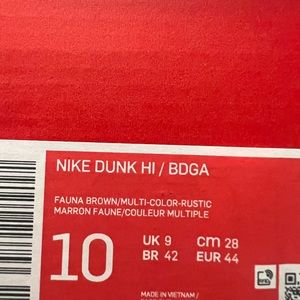 NIKE DUNK HI / BDGA
FAUNA BROWN/MULTI-COLOR-RUSTIC
MARRON FAUNE/COULEUR MULTIPLE
10
UK 9 cm 28
BR 42 EUR 44
MADE IN VIETNAM /